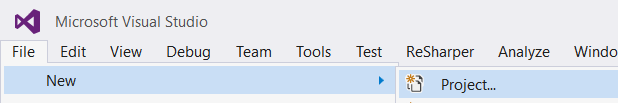 Microsoft Visual Studio
File Edit View Debug Team Tools Test ReSharper Analyze Windo
New Project...